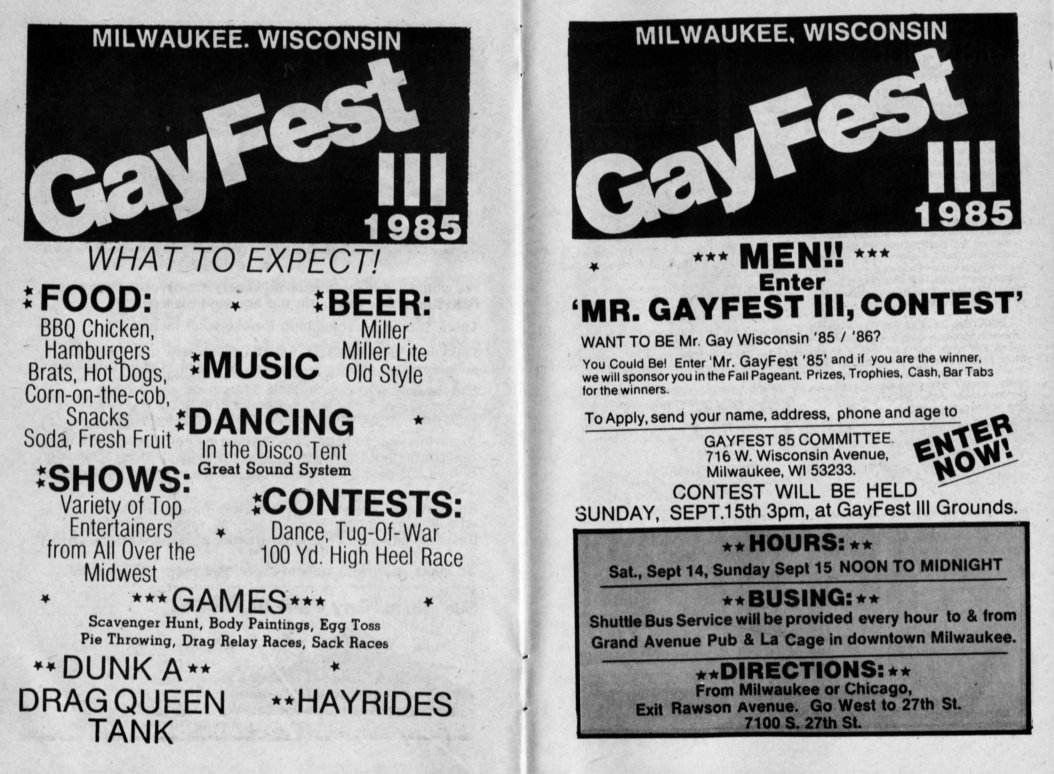 MILWAUKEE. WISCONSIN
GayFest
III
1985
WHAT TO EXPECT!
FOOD:
BBQ Chicken,
Hamburgers
Brats, Hot Dogs,
Corn-on-the-cob,
Snacks
Soda, Fresh Fruit
BEER:
Miller
Miller Lite
Old Style
MUSIC
DANCING
In the Disco Tent
Great Sound System
SHOWS:
Variety of Top
Entertainers
from All Over the
Midwest
CONTESTS:
Dance, Tug-Of-War
100 Yd. High Heel Race
***GAMES***
Scavenger Hunt, Body Paintings, Egg Toss
Pie Throwing, Drag Relay Races, Sack Races
**DUNK A**
DRAG QUEEN
TANK
**HAYRIDES
MILWAUKEE, WISCONSIN
GayFest
III
1985
*** MEN!! ***
Enter
'MR. GAYFEST III, CONTEST'
WANT TO BE Mr. Gay Wisconsin '85 / '86?
You Could Be! Enter 'Mr. GayFest '85' and if you are the winner,
we will sponsor you in the Fall Pageant. Prizes, Trophies, Cash, Bar Tabs
for the winners.
To Apply, send your name, address, phone and age to
GAYFEST 85 COMMITTEE.
716 W. Wisconsin Avenue,
Milwaukee, WI 53233.
ENTER
NOW!
CONTEST WILL BE HELD
SUNDAY, SEPT.15th 3pm, at GayFest III Grounds.
**HOURS:**
Sat., Sept 14, Sunday Sept 15 NOON TO MIDNIGHT
**BUSING:**
Shuttle Bus Service will be provided every hour to & from
Grand Avenue Pub & La Cage in downtown Milwaukee.
**DIRECTIONS:**
From Milwaukee or Chicago,
Exit Rawson Avenue. Go West to 27th St.
7100 S. 27th St.